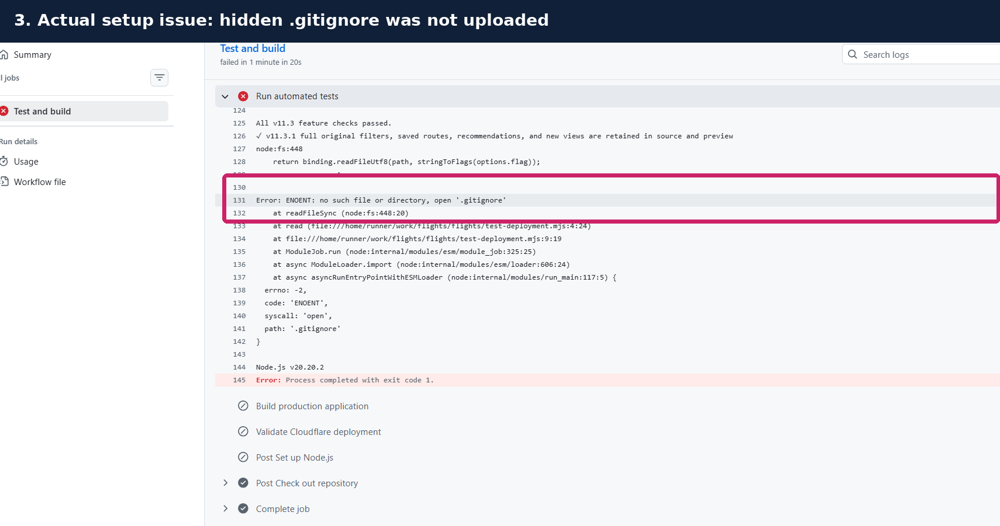 3. Actual setup issue: hidden .gitignore was not uploaded
Summary
ll jobs
Test and build
Run details
Usage
Workflow file
Test and build
failed in 1 minute in 20s
Search logs
Run automated tests
124
125 All v11.3 feature checks passed.
126 ✓ v11.3.1 full original filters, saved routes, recommendations, and new views are retained in source and preview
127 node:fs:448
128 return binding.readFileUtf8(path, stringToFlags(options.flag));
129 ^
130
131 Error: ENOENT: no such file or directory, open '.gitignore'
132 at readFileSync (node:fs:448:20)
133 at read (file:///home/runner/work/flights/flights/test-deployment.mjs:4:24)
134 at file:///home/runner/work/flights/flights/test-deployment.mjs:9:19
135 at ModuleJob.run (node:internal/modules/esm/module_job:325:25)
136 at async ModuleLoader.import (node:internal/modules/esm/loader:606:24)
137 at async asyncRunEntryPointWithESMLoader (node:internal/modules/run_main:117:5) {
138 errno: -2,
139 code: 'ENOENT',
140 syscall: 'open',
141 path: '.gitignore'
142 }
143
144 Node.js v20.20.2
145 Error: Process completed with exit code 1.
Build production application
Validate Cloudflare deployment
Post Set up Node.js
Post Check out repository
Complete job